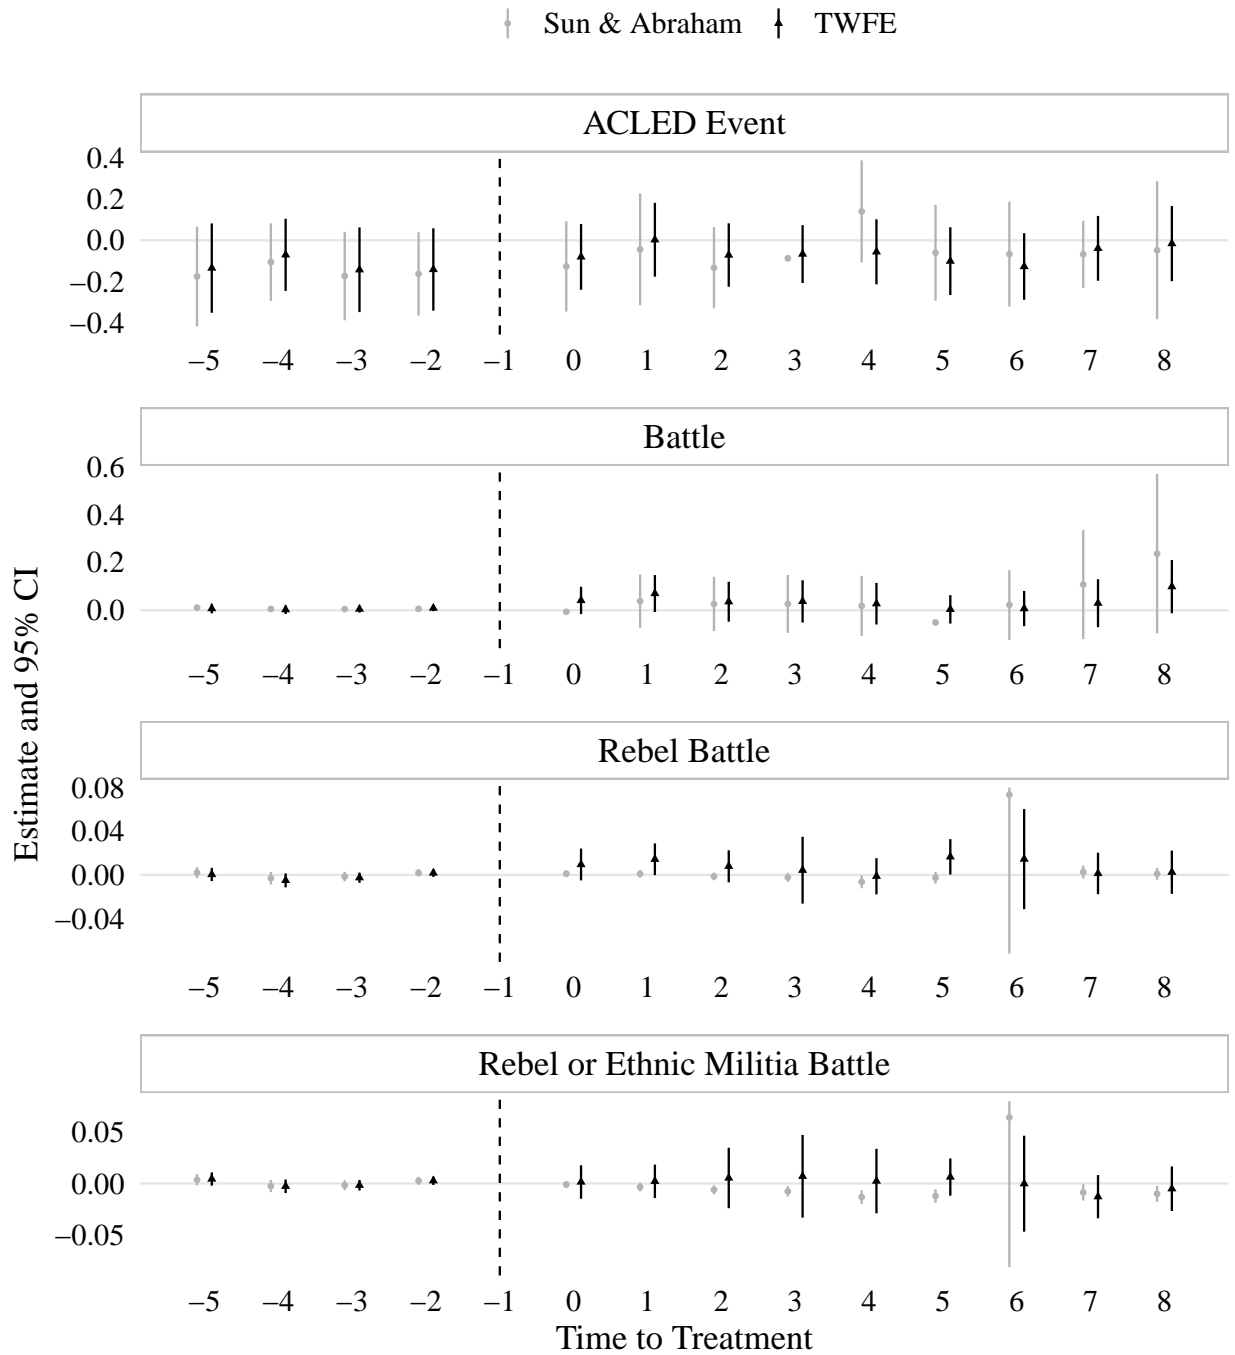 Sun & Abraham TWFE
ACLED Event
0.4
0.2
0.0
−0.2
−0.4
−5 −4 −3 −2 −1 0 1 2 3 4 5 6 7 8
Battle
0.6
0.4
0.2
0.0
−5 −4 −3 −2 −1 0 1 2 3 4 5 6 7 8
Estimate and 95% CI
Rebel Battle
0.08
0.04
0.00
−0.04
−5 −4 −3 −2 −1 0 1 2 3 4 5 6 7 8
Rebel or Ethnic Militia Battle
0.05
0.00
−0.05
−5 −4 −3 −2 −1 0 1 2 3 4 5 6 7 8
Time to Treatment